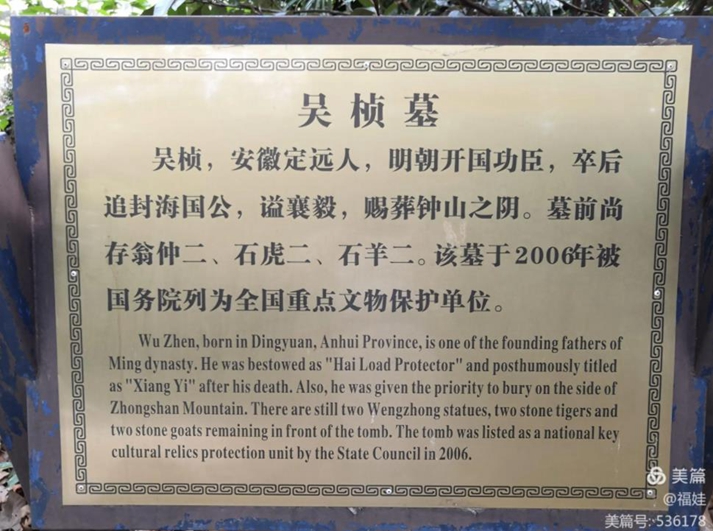 吴桢墓
吴桢，安徽定远人，明朝开国功臣，卒后
追封海国公，谥襄毅，赐葬钟山之阴。墓前尚
存翁仲二、石虎二、石羊二。该墓于2006年被
国务院列为全国重点文物保护单位。
Wu Zhen, born in Dingyuan, Anhui Province, is one of the founding fathers of
Ming dynasty. He was bestowed as "Hai Load Protector" and posthumously titled
as "Xiang Yi" after his death. Also, he was given the priority to bury on the side of
Zhongshan Mountain. There are still two Wengzhong statues, two stone tigers and
two stone goats remaining in front of the tomb. The tomb was listed as a national key
cultural relics protection unit by the State Council in 2006.
美篇
@福娃
美篇号: 536178